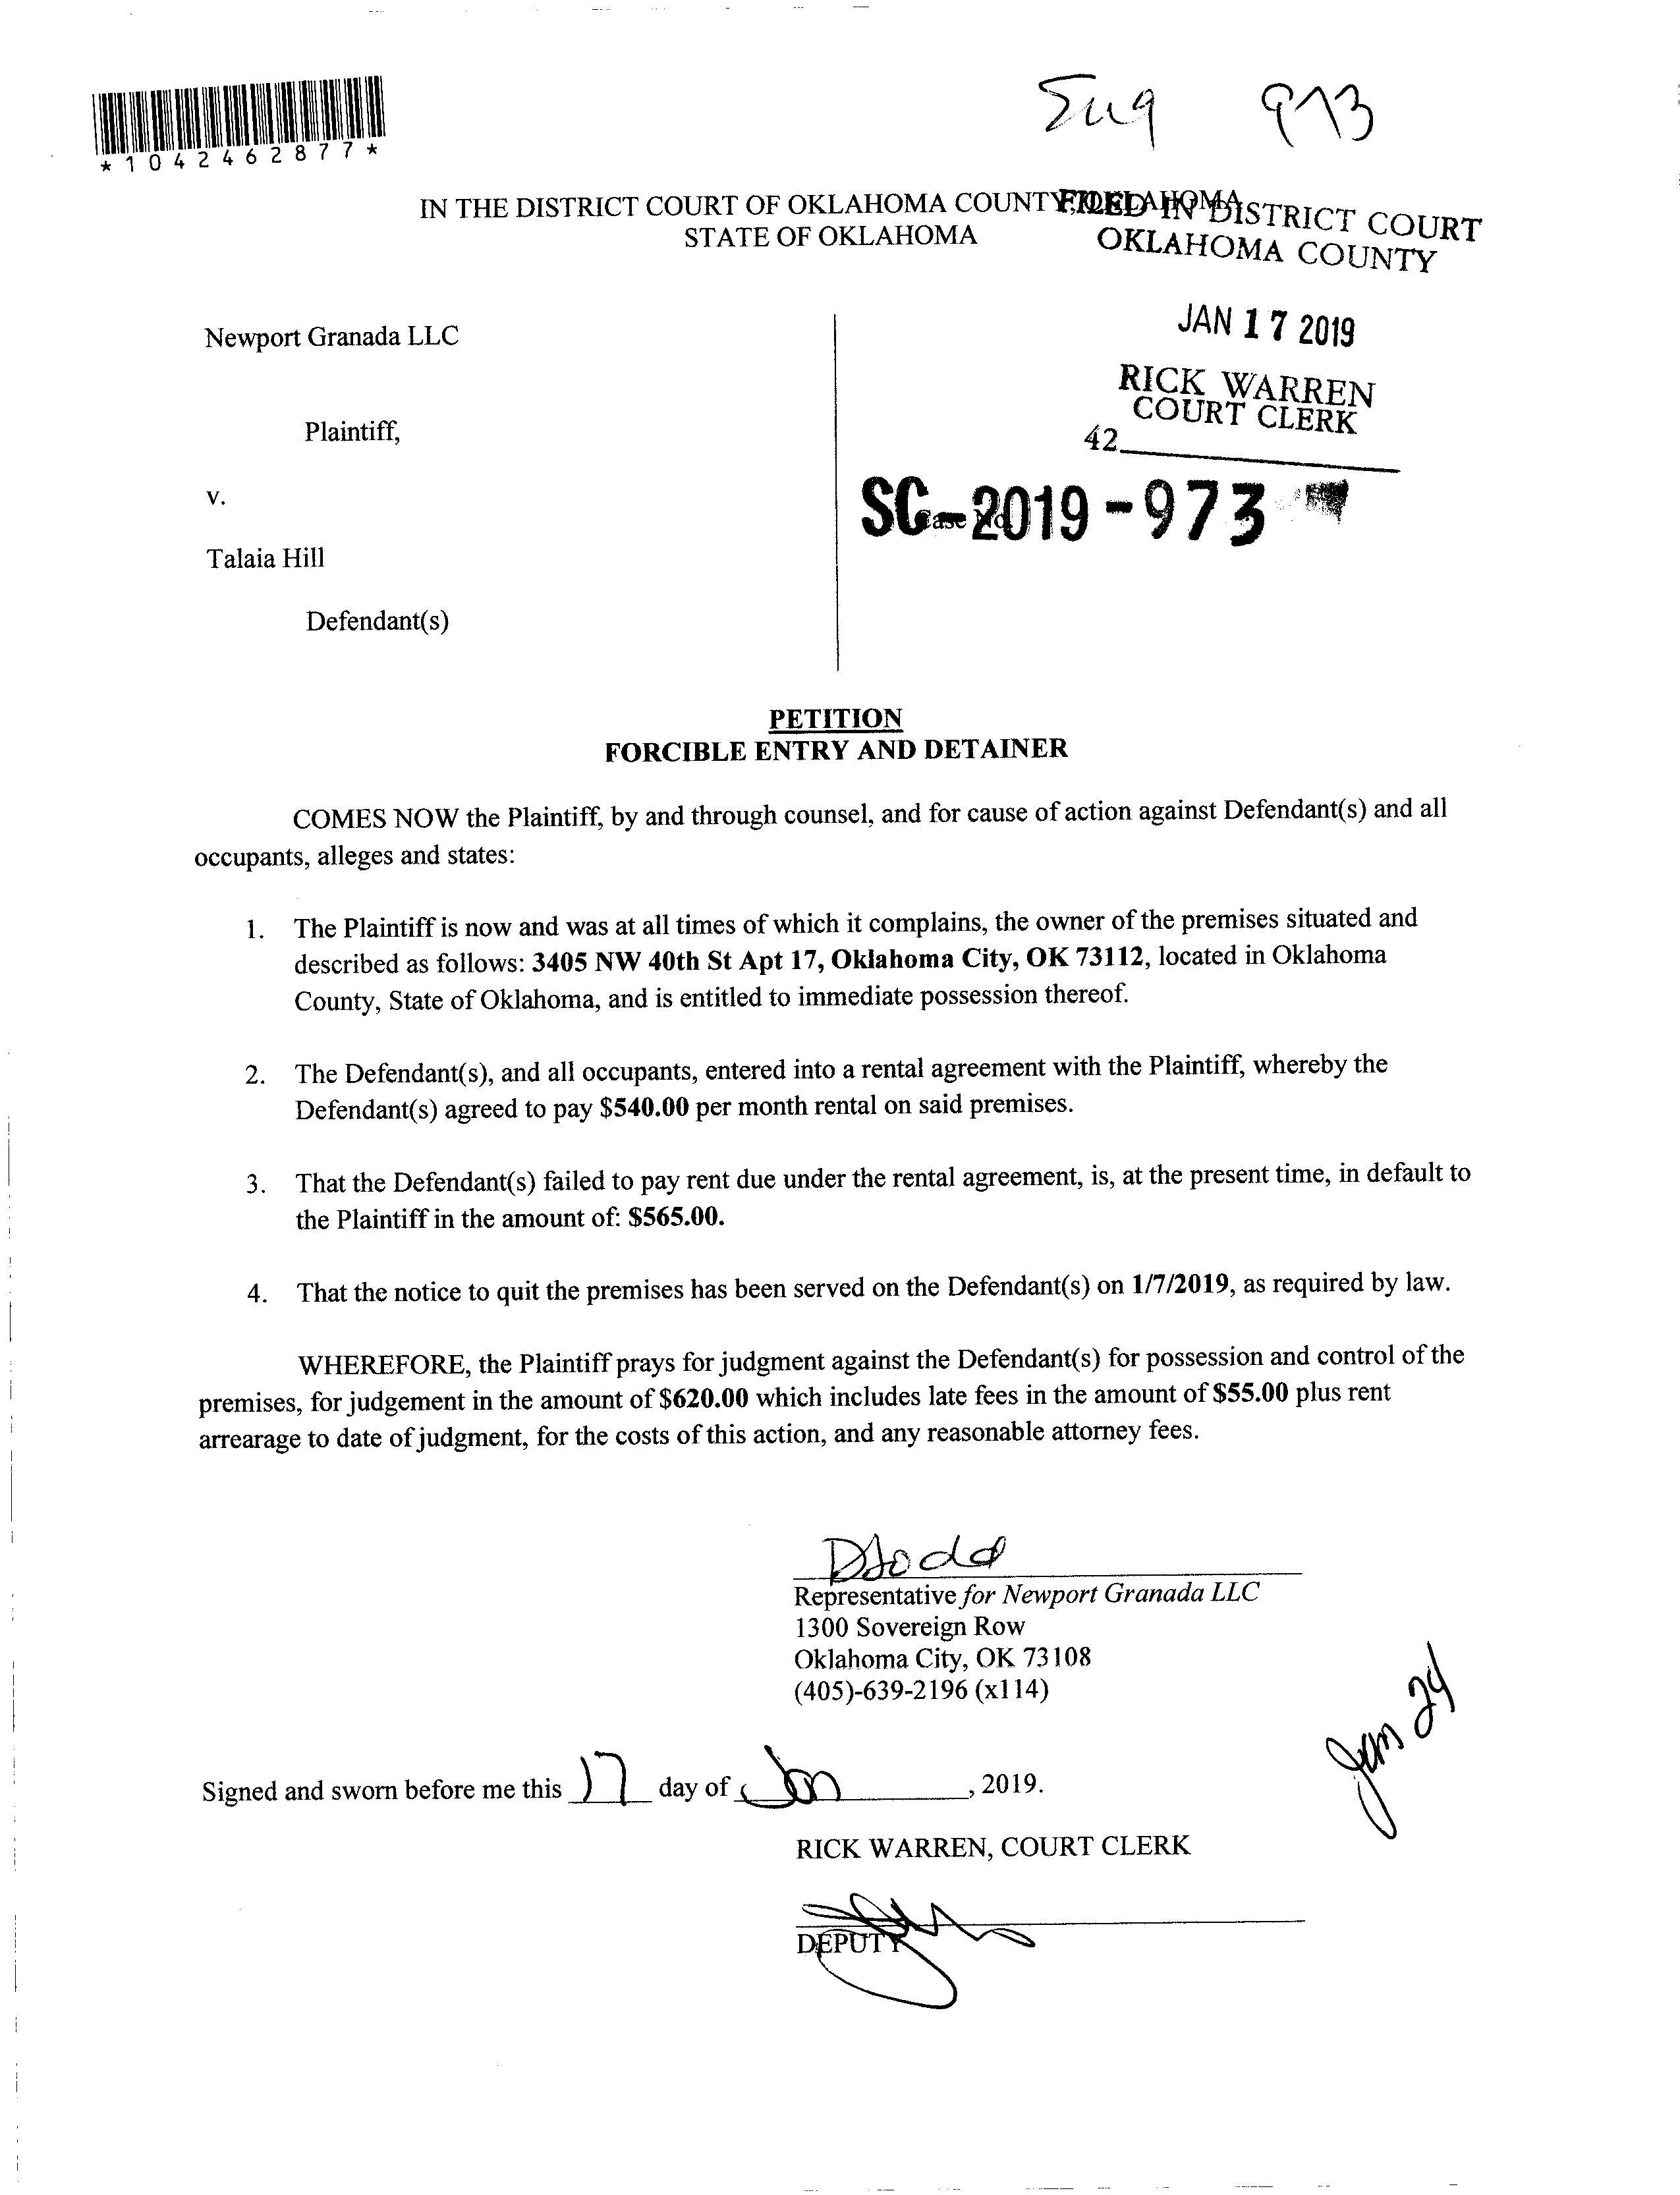 *1042462877*
973
IN THE DISTRICT COURT OF OKLAHOMA COUNTY, OKLAHOMA
STATE OF OKLAHOMA
FILED IN DISTRICT COURT
OKLAHOMA COUNTY
JAN 17 2019
RICK WARREN
COURT CLERK
42
Newport Granada LLC
Plaintiff,
v.
SC-2019-973
Case No.
Talaia Hill
Defendant(s)
PETITION
FORCIBLE ENTRY AND DETAINER
COMES NOW the Plaintiff, by and through counsel, and for cause of action against Defendant(s) and all
occupants, alleges and states:
1. The Plaintiff is now and was at all times of which it complains, the owner of the premises situated and
described as follows: 3405 NW 40th St Apt 17, Oklahoma City, OK 73112, located in Oklahoma
County, State of Oklahoma, and is entitled to immediate possession thereof.
2. The Defendant(s), and all occupants, entered into a rental agreement with the Plaintiff, whereby the
Defendant(s) agreed to pay $540.00 per month rental on said premises.
3. That the Defendant(s) failed to pay rent due under the rental agreement, is, at the present time, in default to
the Plaintiff in the amount of: $565.00.
4. That the notice to quit the premises has been served on the Defendant(s) on 1/7/2019, as required by law.
WHEREFORE, the Plaintiff prays for judgment against the Defendant(s) for possession and control of the
premises, for judgement in the amount of $620.00 which includes late fees in the amount of $55.00 plus rent
arrearage to date of judgment, for the costs of this action, and any reasonable attorney fees.
Representative for Newport Granada LLC
1300 Sovereign Row
Oklahoma City, OK 73108
(405)-639-2196 (x114)
Jan 24
Signed and sworn before me this 17 day of Jan, 2019.
RICK WARREN, COURT CLERK
DEPUTY